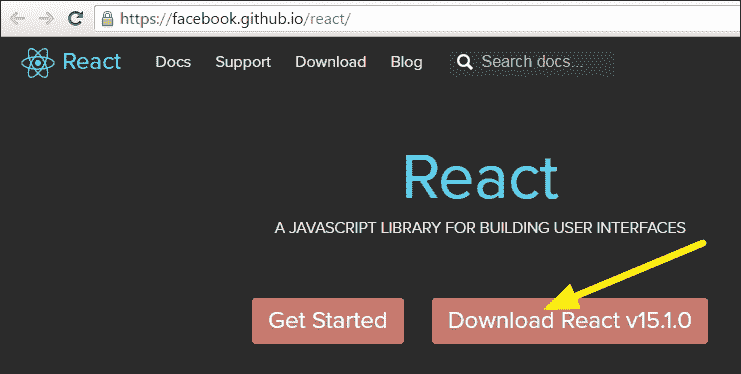 https://facebook.github.io/react/
React Docs Support Download Blog Search docs...
React
A JAVASCRIPT LIBRARY FOR BUILDING USER INTERFACES
Get Started Download React v15.1.0